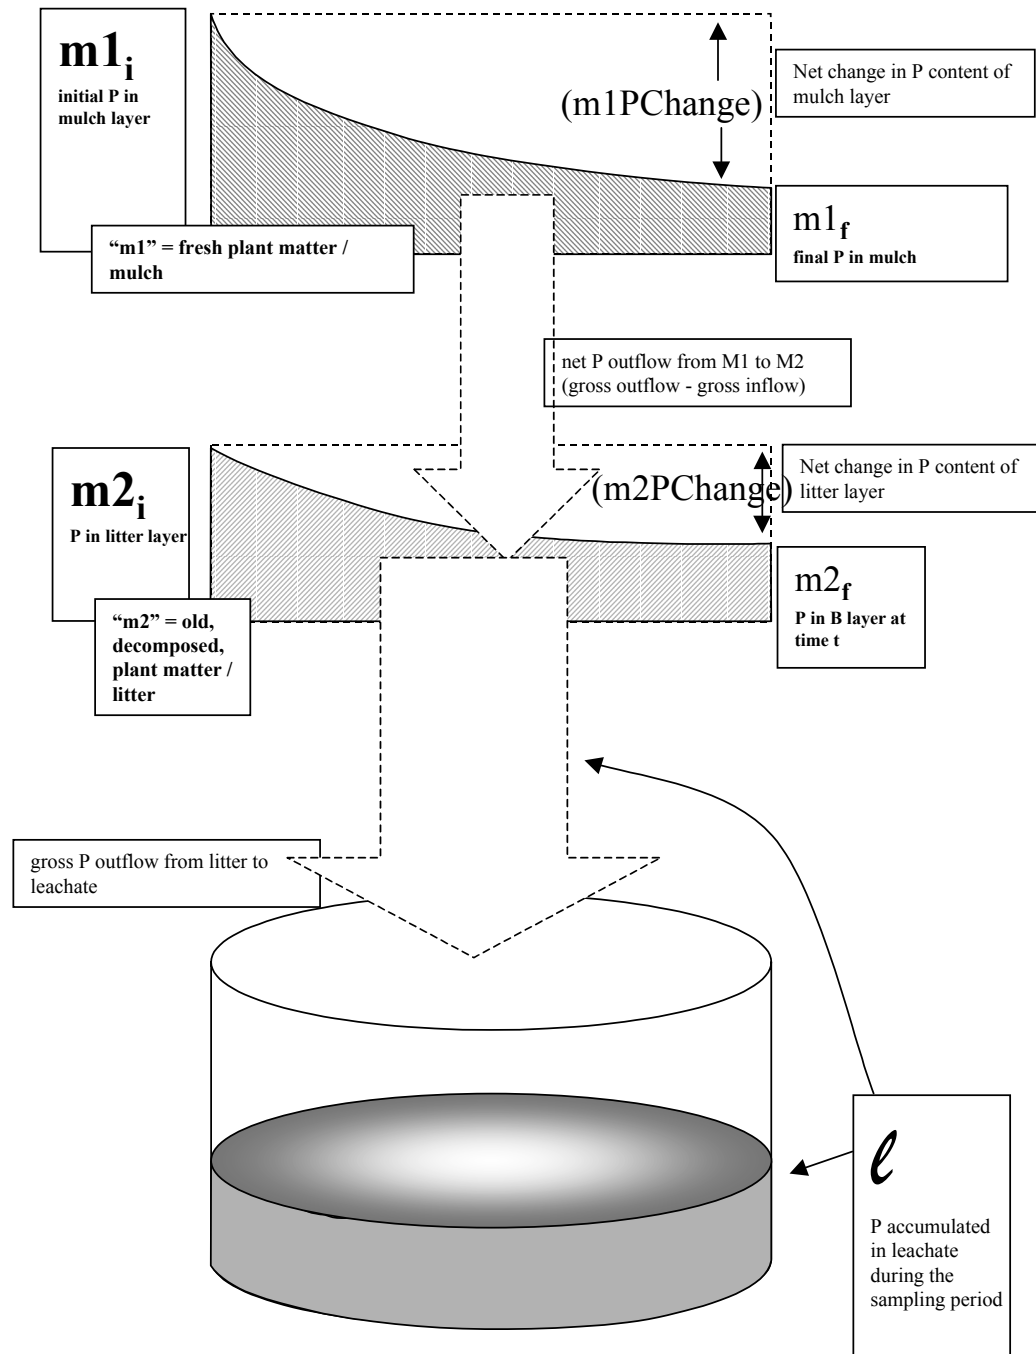 m1i
initial P in
mulch layer
(m1PChange)
Net change in P content of
mulch layer
“m1” = fresh plant matter /
mulch
m1f
final P in mulch
net P outflow from M1 to M2
(gross outflow - gross inflow)
m2i
P in litter layer
(m2PChange)
Net change in P content of
litter layer
“m2” = old,
decomposed,
plant matter /
litter
m2f
P in B layer at
time t
gross P outflow from litter to
leachate
ℓ
P accumulated
in leachate
during the
sampling period